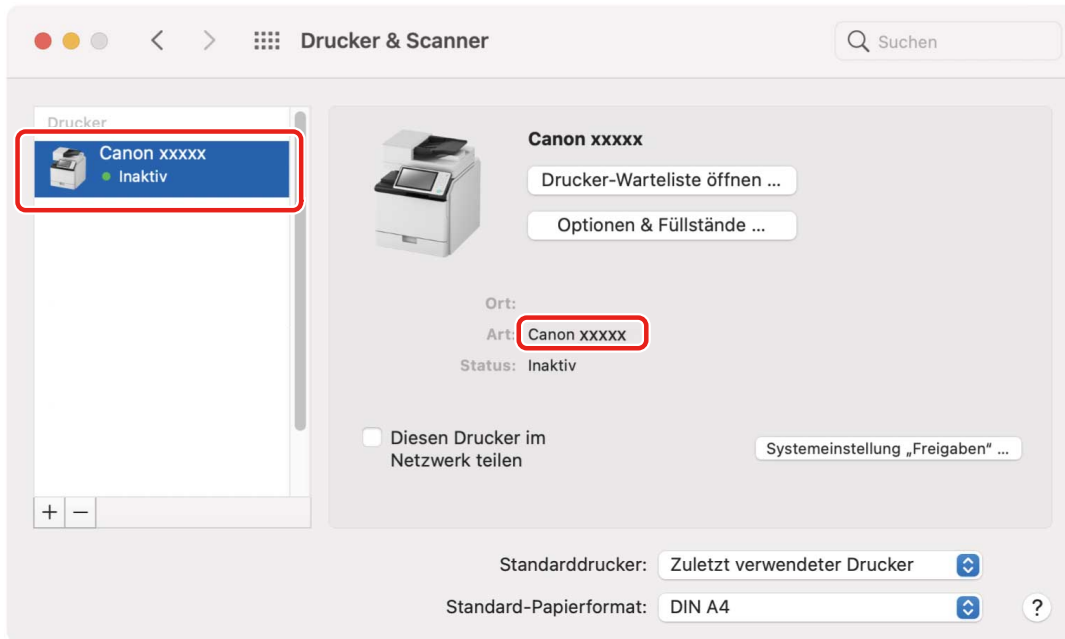 Drucker & Scanner
Suchen
Drucker
Canon xxxxx
Inaktiv
Canon xxxxx
Drucker-Warteliste öffnen ...
Optionen & Füllstände ...
Ort:
Art: Canon xxxxx
Status: Inaktiv
Diesen Drucker im
Netzwerk teilen
Systemeinstellung „Freigaben“ ...
+ −
Standarddrucker: Zuletzt verwendeter Drucker
Standard-Papierformat: DIN A4
?